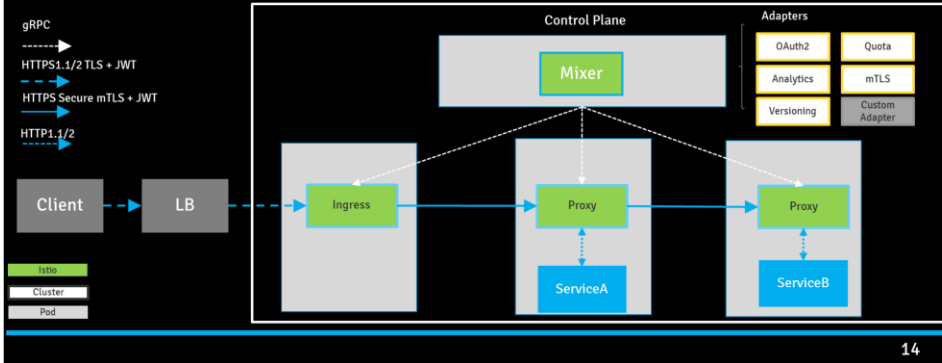 gRPC
HTTPS1.1/2 TLS + JWT
HTTPS Secure mTLS + JWT
HTTP1.1/2
Control Plane
Mixer
Adapters
OAuth2
Quota
Analytics
mTLS
Versioning
Custom
Adapter
Client
LB
Ingress
Proxy
Proxy
ServiceA
ServiceB
Istio
Cluster
Pod
14